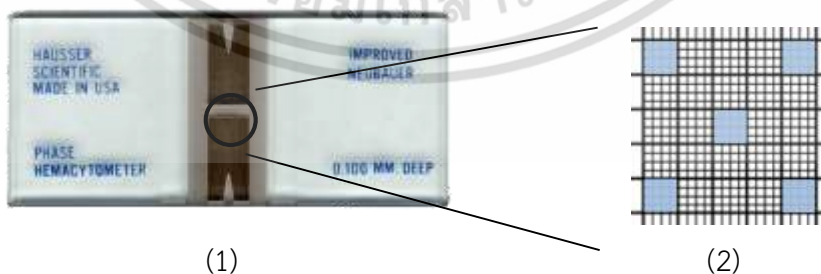 HAUSSER
SCIENTIFIC
MADE IN USA
IMPROVED
NEUBAUER
PHASE
HEMACYTOMETER
0.100 MM. DEEP
(1)
(2)